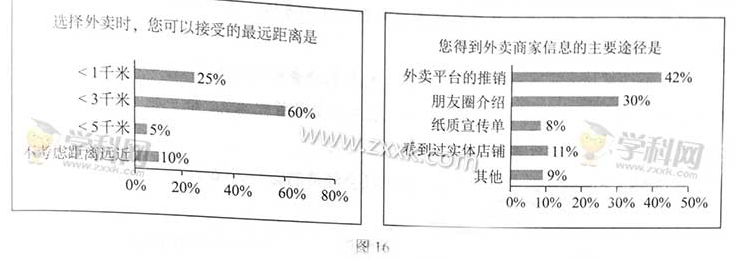 选择外卖时，您可以接受的最远距离是
<1千米
25%
<3千米
60%
<5千米
5%
不考虑距离远近
10%
0% 20% 40% 60% 80%
您得到外卖商家信息的主要途径是
外卖平台的推销
42%
朋友圈介绍
30%
纸质宣传单
8%
看到过实体店铺
11%
其他
9%
0% 10% 20% 30% 40% 50%
图16
学科网
www.zxxk.com
学科网
zxxk.com